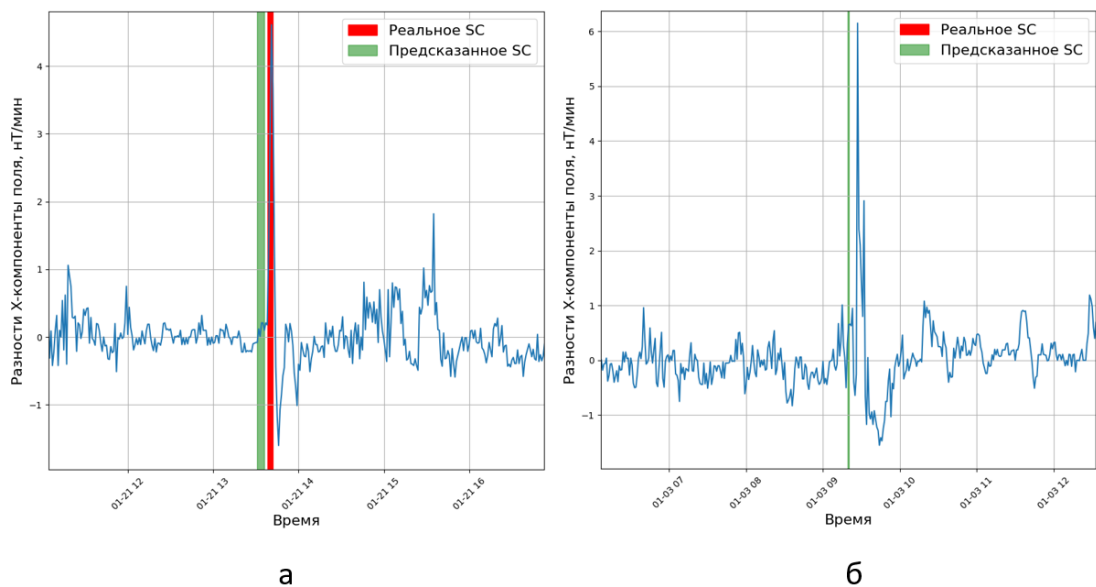 Реальное SC
Предсказанное SC
Разности X-компоненты поля, нТ/мин
4
3
2
1
0
−1
01-21 12
01-21 13
01-21 14
01-21 15
01-21 16
Время
а
Реальное SC
Предсказанное SC
Разности X-компоненты поля, нТ/мин
6
5
4
3
2
1
0
−1
01-03 07
01-03 08
01-03 09
01-03 10
01-03 11
01-03 12
Время
б